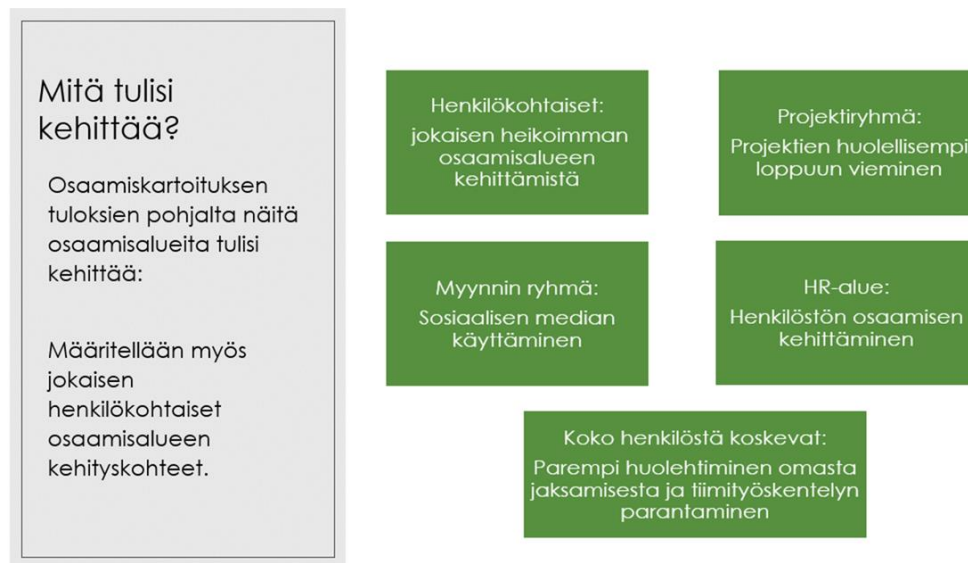 Mitä tulisi
kehittää?
Osaamiskartoituksen
tuloksien pohjalta näitä
osaamisalueita tulisi
kehittää:
Määritellään myös
jokaisen
henkilökohtaiset
osaamisalueen
kehityskohteet.
Henkilökohtaiset:
jokaisen heikoimman
osaamisalueen
kehittämistä
Projektiryhmä:
Projektien huolellisempi
loppuun vieminen
Myynnin ryhmä:
Sosiaalisen median
käyttäminen
HR-alue:
Henkilöstön osaamisen
kehittäminen
Koko henkilöstä koskevat:
Parempi huolehtiminen omasta
jaksamisesta ja tiimityöskentelyn
parantaminen